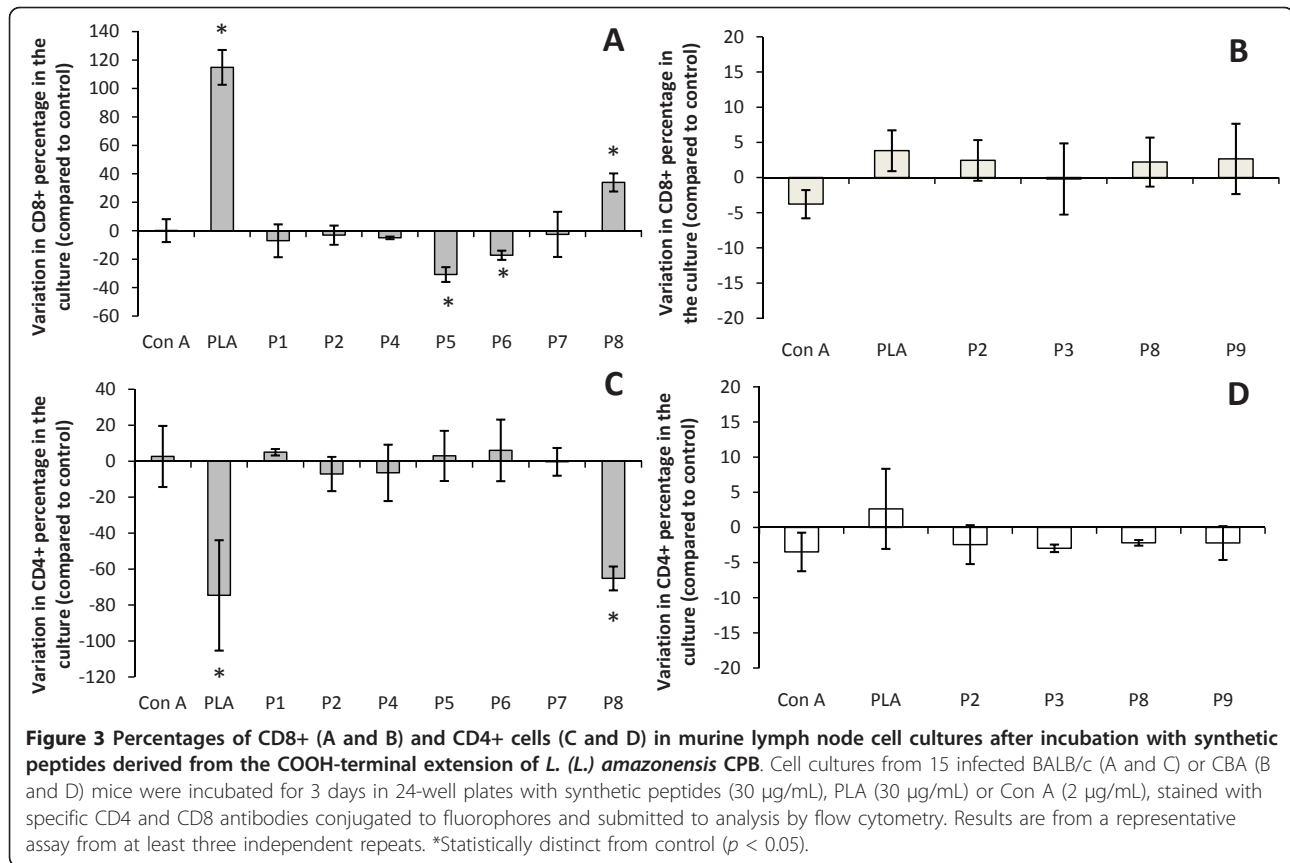 A
Variation in CD8+ percentage in the
culture (compared to control)
140
120
100
80
60
40
20
0
-20
-40
-60
*
*
*
*
Con A PLA P1 P2 P4 P5 P6 P7 P8
B
Variation in CD8+ percentage in
the culture (compared to control)
20
15
10
5
0
-5
-10
-15
-20
Con A PLA P2 P3 P8 P9
C
Variation in CD4+ percentage in the
culture (compared to control)
40
20
0
-20
-40
-60
-80
-100
-120
*
*
Con A PLA P1 P2 P4 P5 P6 P7 P8
D
Variation in CD4+ percentage in the
culture (compared to control)
20
15
10
5
0
-5
-10
-15
-20
Con A PLA P2 P3 P8 P9
Figure 3 Percentages of CD8+ (A and B) and CD4+ cells (C and D) in murine lymph node cell cultures after incubation with synthetic
peptides derived from the COOH-terminal extension of L. (L.) amazonensis CPB. Cell cultures from 15 infected BALB/c (A and C) or CBA (B
and D) mice were incubated for 3 days in 24-well plates with synthetic peptides (30 μg/mL), PLA (30 μg/mL) or Con A (2 μg/mL), stained with
specific CD4 and CD8 antibodies conjugated to fluorophores and submitted to analysis by flow cytometry. Results are from a representative
assay from at least three independent repeats. *Statistically distinct from control (p < 0.05).